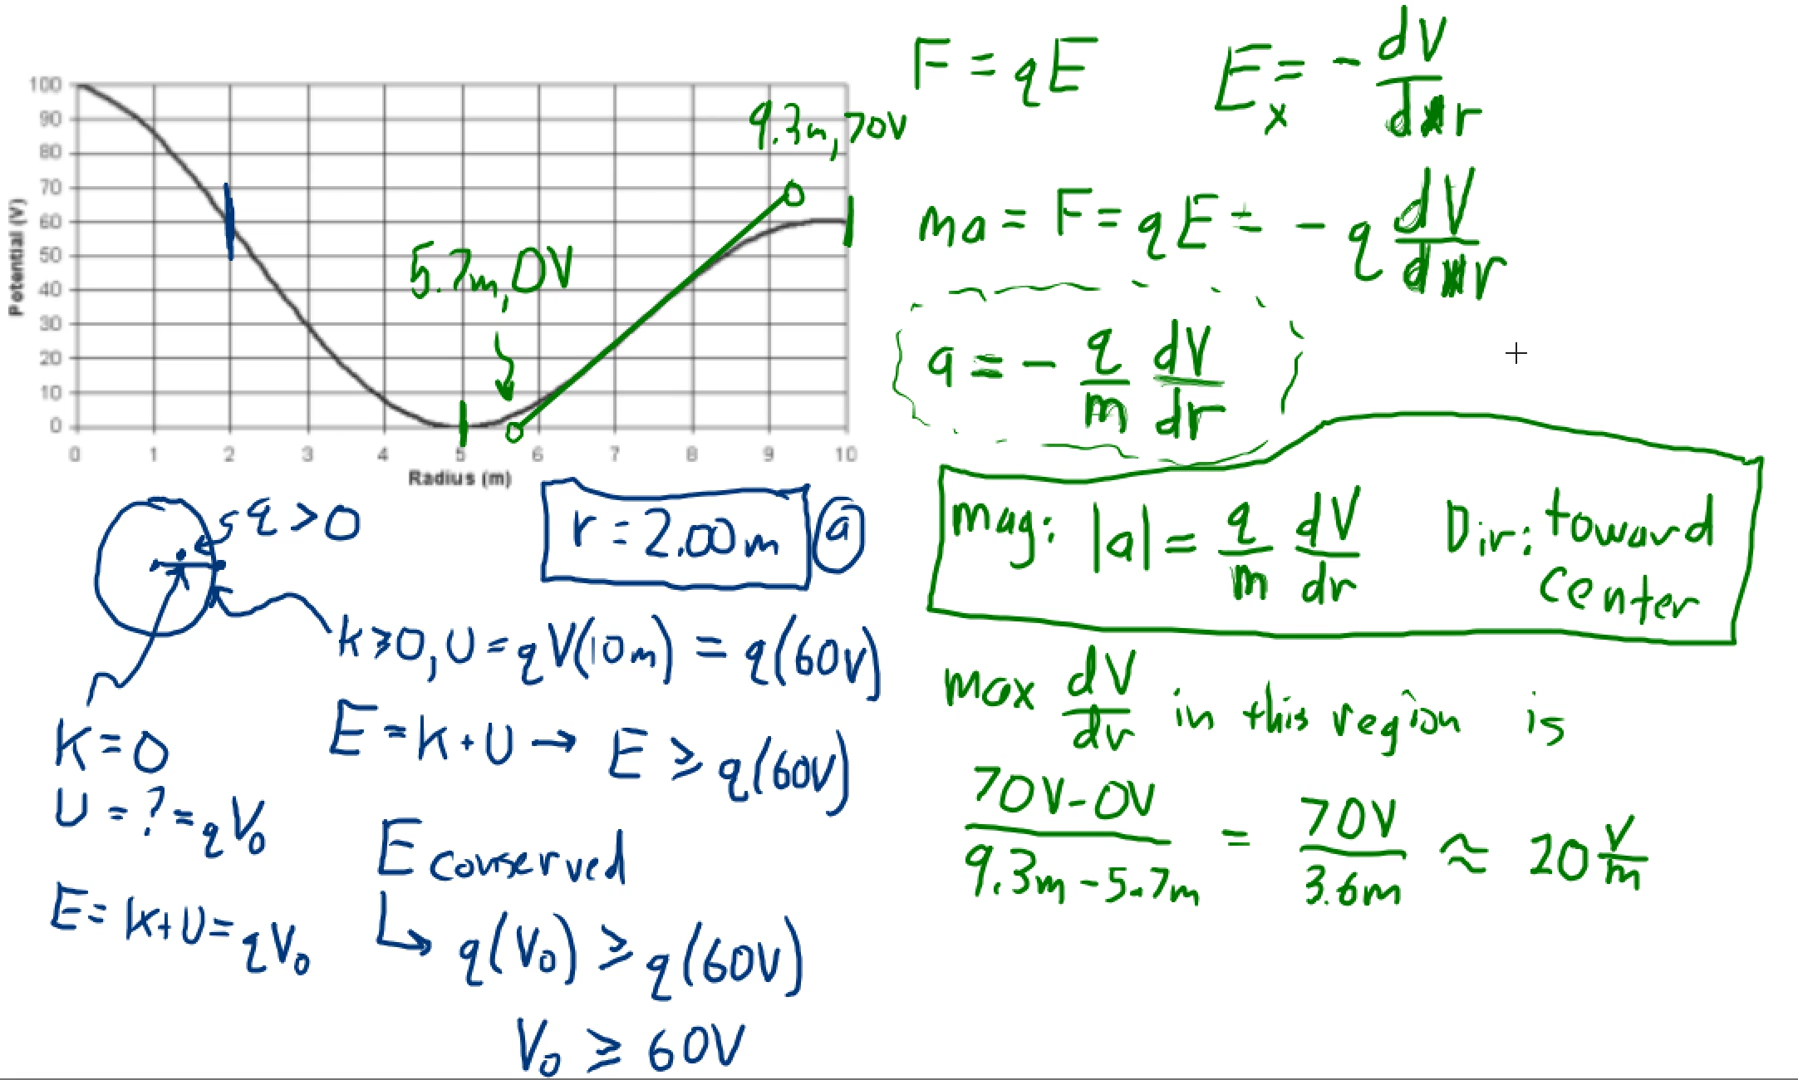 100
90
80
70
60
50
40
30
20
10
0
Potential (V)
0 1 2 3 4 5 6 7 8 9 10
Radius (m)
9.3m, 70V
5.7m, 0V
q > 0
r = 2.00 m
a
K ≥ 0, U = qV(10m) = q(60V)
K = 0
U = ? = qV₀
E = K+U = qV₀
E = K + U → E ≥ q(60V)
E conserved
↳ q(V₀) ≥ q(60V)
V₀ ≥ 60V
F = qE Eₓ = - dV/dr
ma = F = qE = - q dV/dr
a = - q/m dV/dr
mag: |a| = q/m dV/dr Dir: toward
center
max dV/dr in this region is
70V-0V/9.3m-5.7m = 70V/3.6m ≈ 20 V/m